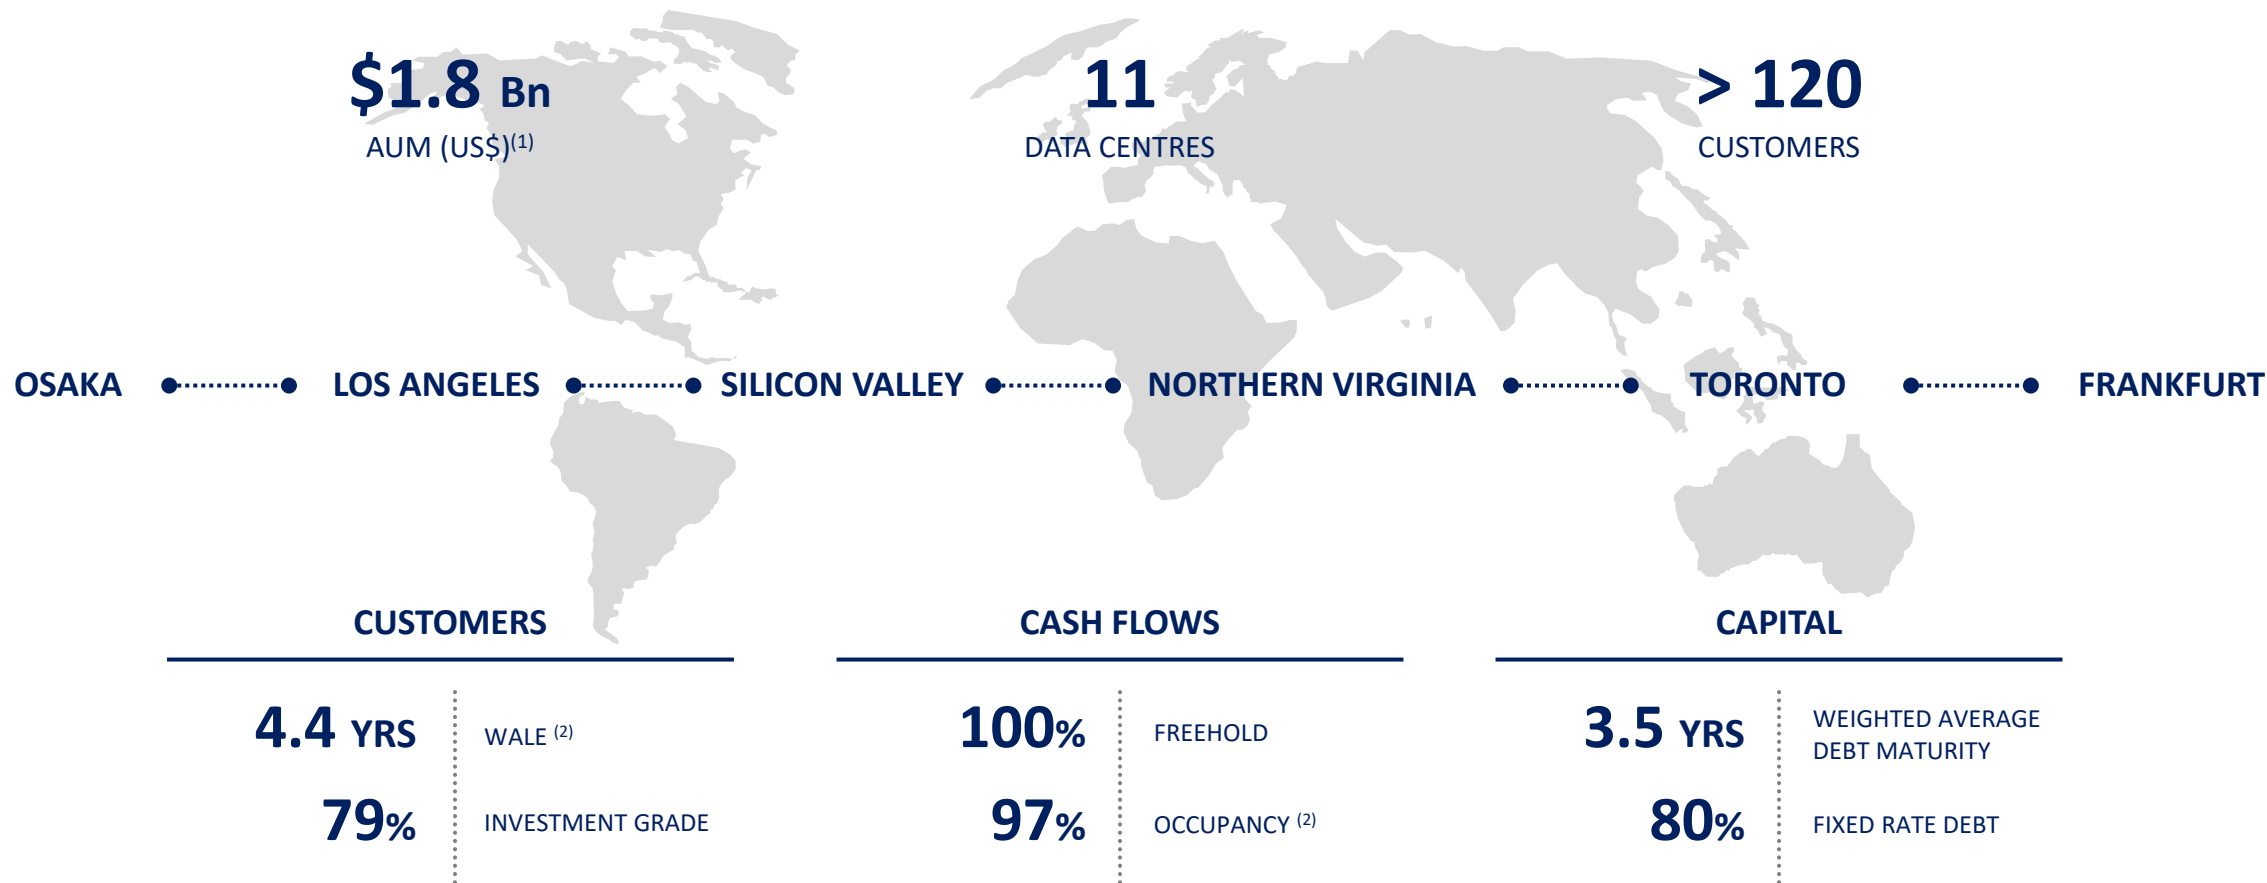 $1.8 Bn
AUM (US$)(1)
11
DATA CENTRES
> 120
CUSTOMERS
OSAKA LOS ANGELES SILICON VALLEY NORTHERN VIRGINIA TORONTO FRANKFURT
CUSTOMERS
4.4 YRS
WALE (2)
79%
INVESTMENT GRADE
CASH FLOWS
100%
FREEHOLD
97%
OCCUPANCY (2)
CAPITAL
3.5 YRS
WEIGHTED AVERAGE
DEBT MATURITY
80%
FIXED RATE DEBT